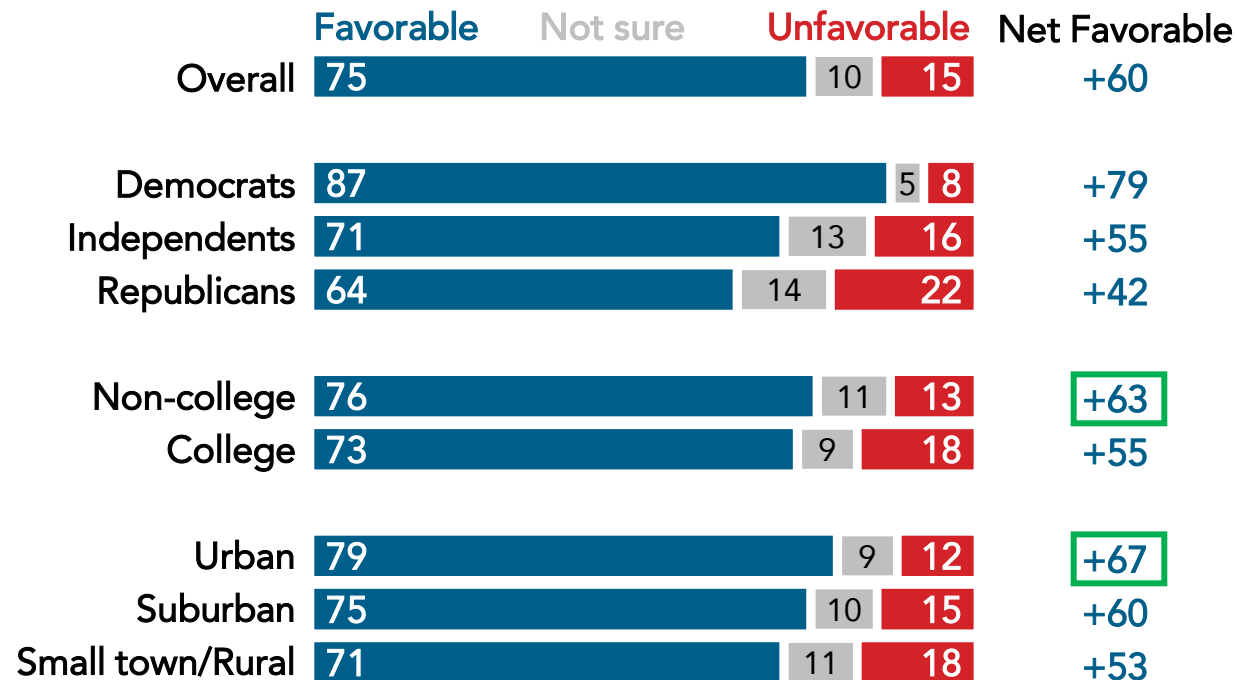 Favorable Not sure Unfavorable Net Favorable
Overall 75 10 15 +60
Democrats 87 5 8 +79
Independents 71 13 16 +55
Republicans 64 14 22 +42
Non-college 76 11 13 +63
College 73 9 18 +55
Urban 79 9 12 +67
Suburban 75 10 15 +60
Small town/Rural 71 11 18 +53